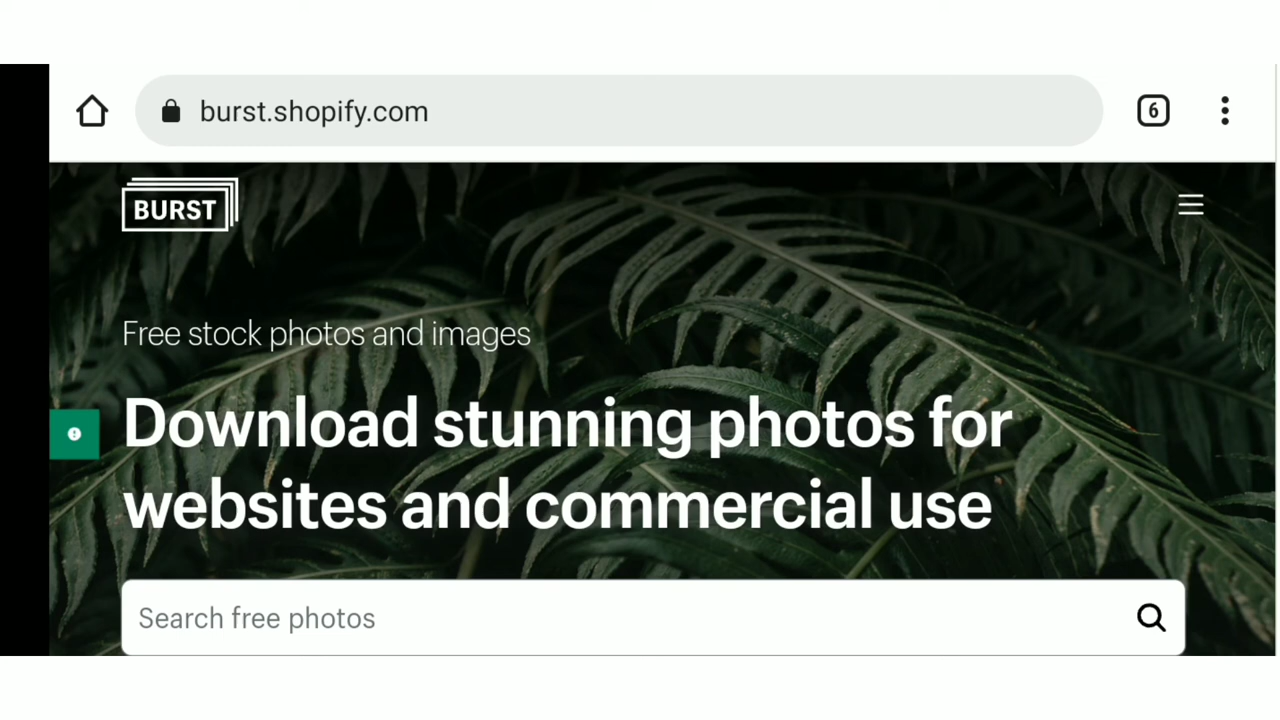 burst.shopify.com
6
BURST
Free stock photos and images
Download stunning photos for
websites and commercial use
Search free photos